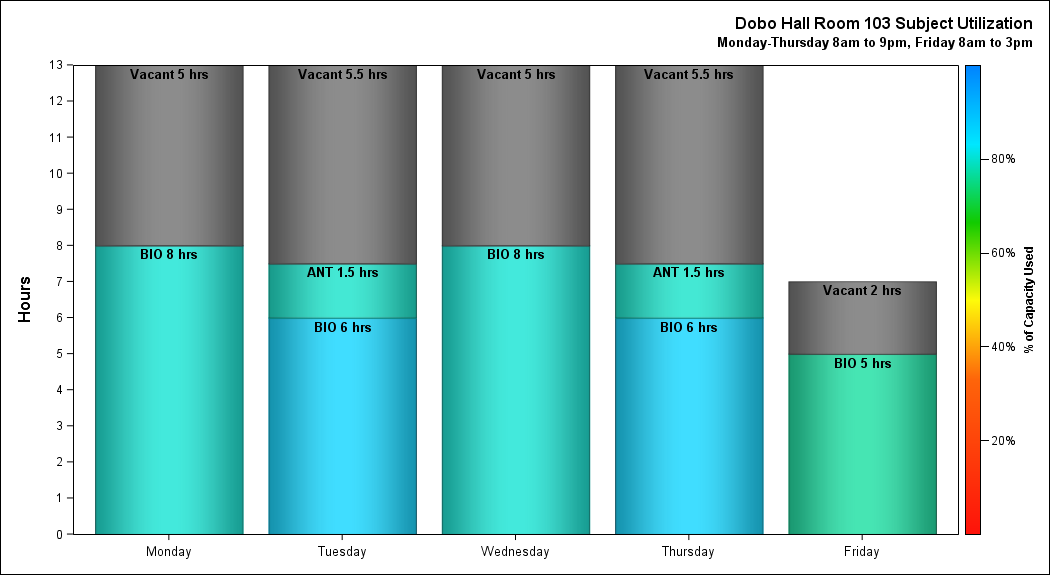 Dobo Hall Room 103 Subject Utilization
Monday-Thursday 8am to 9pm, Friday 8am to 3pm
13
12
11
10
9
8
7
6
5
4
3
2
1
0
Hours
Vacant 5 hrs
BIO 8 hrs
Vacant 5.5 hrs
ANT 1.5 hrs
BIO 6 hrs
Vacant 5 hrs
BIO 8 hrs
Vacant 5.5 hrs
ANT 1.5 hrs
BIO 6 hrs
Vacant 2 hrs
BIO 5 hrs
Monday
Tuesday
Wednesday
Thursday
Friday
80%
60%
40%
20%
% of Capacity Used